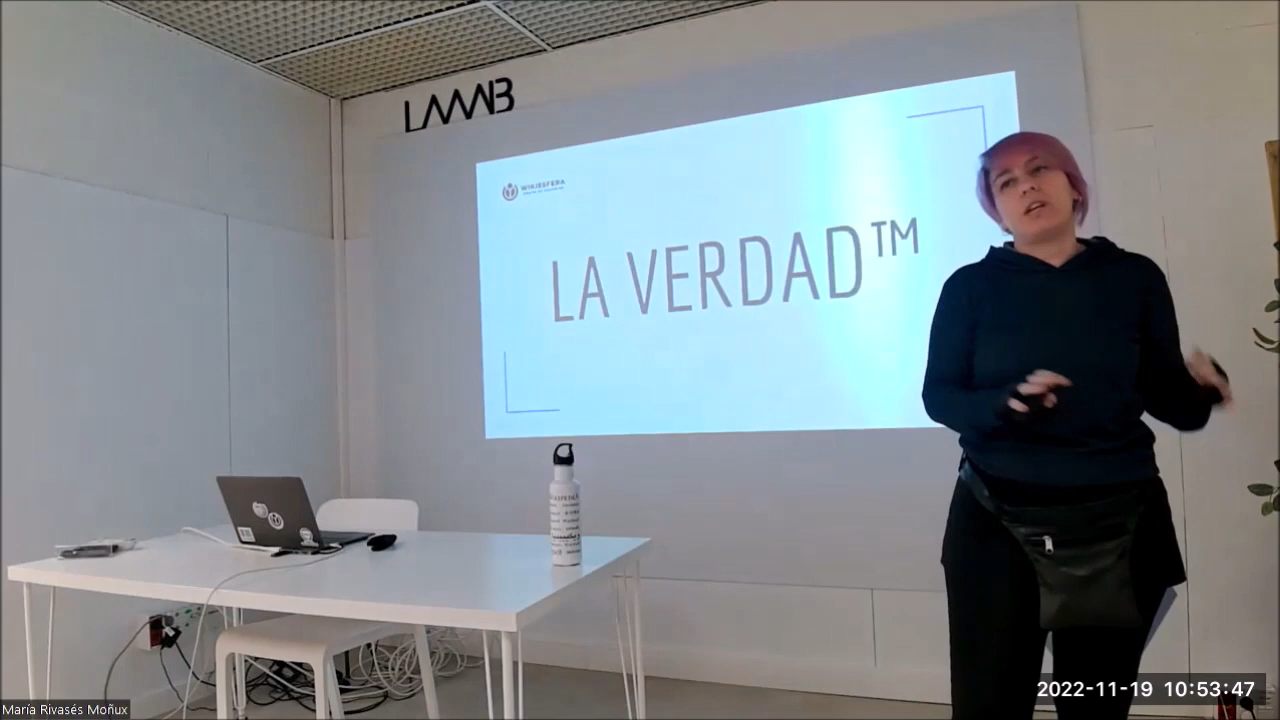 LAAAB
WIKIESFERA
LA VERDAD™
María Rivasés Moñux
2022-11-19 10:53:47